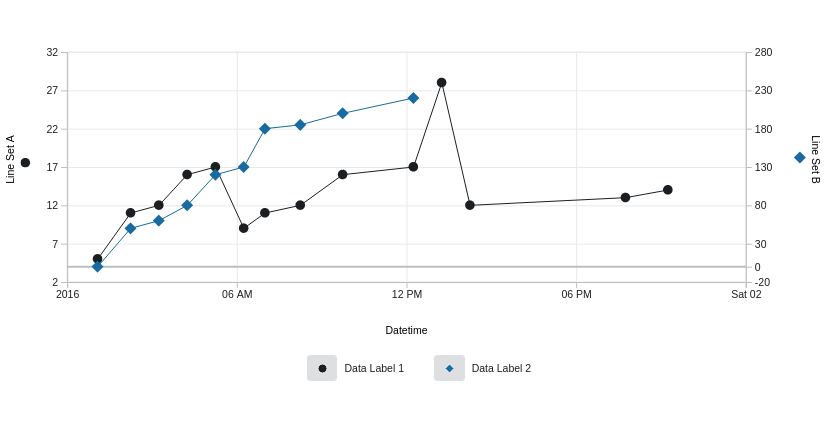 32
27
22
17
12
7
2
Line Set A
280
230
180
130
80
30
0
-20
Line Set B
2016
06 AM
12 PM
06 PM
Sat 02
Datetime
Data Label 1
Data Label 2